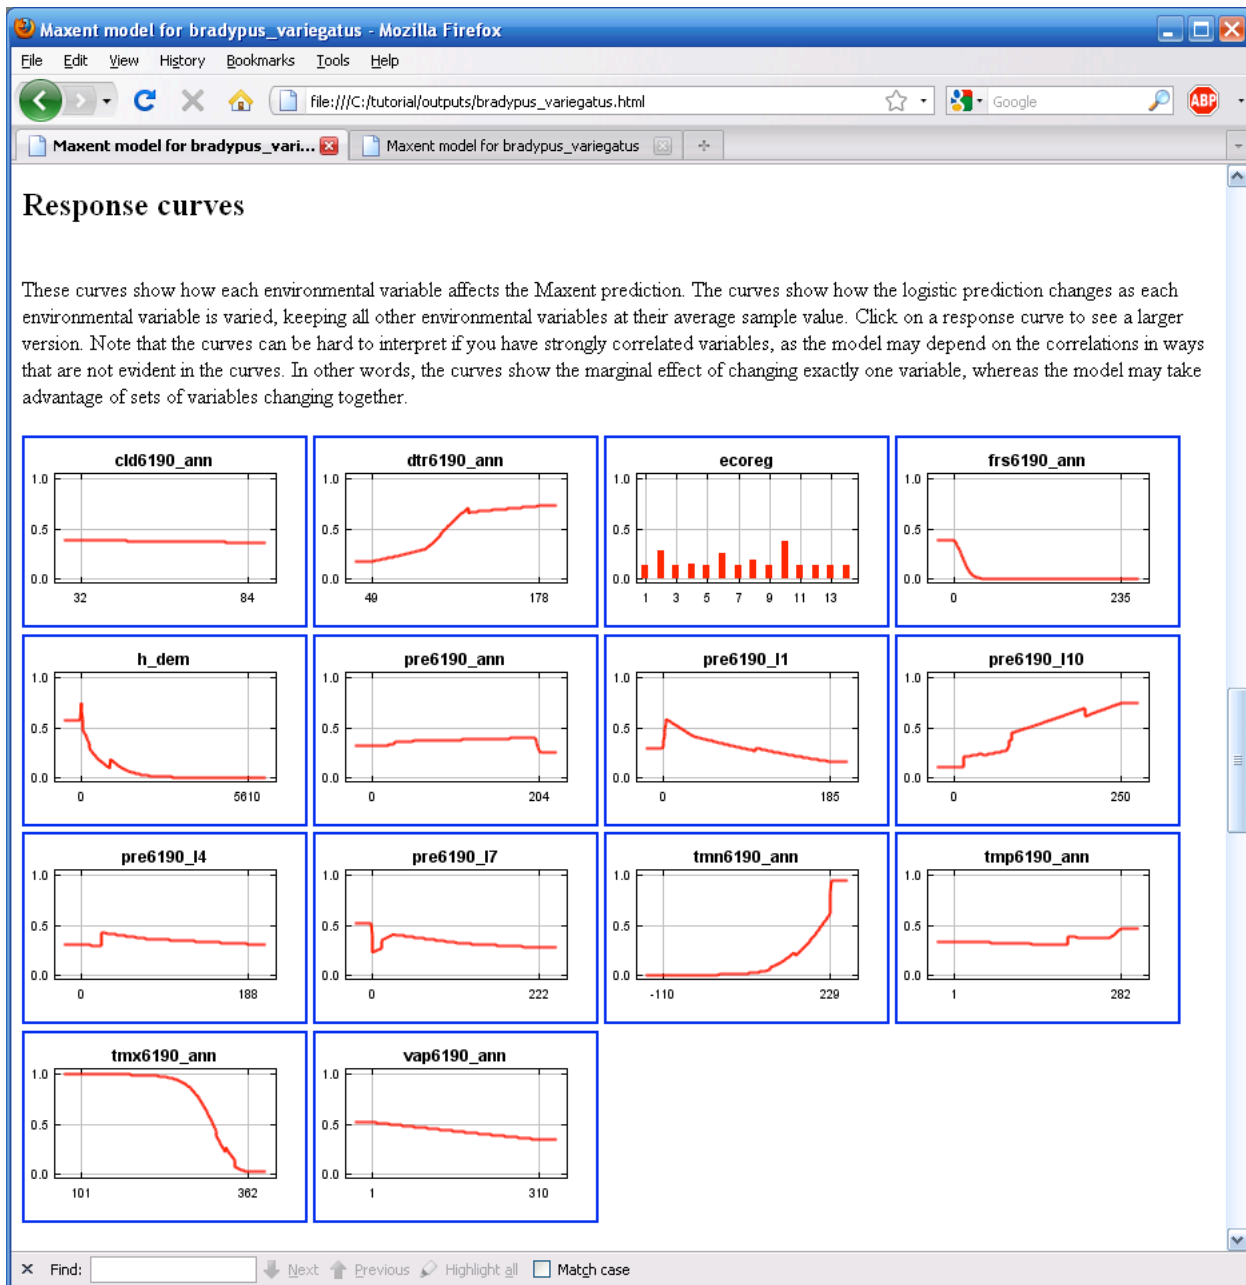 Maxent model for bradypus_variegatus - Mozilla Firefox
File Edit View History Bookmarks Tools Help
file:///C:/tutorial/outputs/bradypus_variegatus.html Google ABP
Maxent model for bradypus_vari... Maxent model for bradypus_variegatus
Response curves
These curves show how each environmental variable affects the Maxent prediction. The curves show how the logistic prediction changes as each
environmental variable is varied, keeping all other environmental variables at their average sample value. Click on a response curve to see a larger
version. Note that the curves can be hard to interpret if you have strongly correlated variables, as the model may depend on the correlations in ways
that are not evident in the curves. In other words, the curves show the marginal effect of changing exactly one variable, whereas the model may take
advantage of sets of variables changing together.
cld6190_ann
1.0
0.5
0.0
32 84
dtr6190_ann
1.0
0.5
0.0
49 178
ecoreg
1.0
0.5
0.0
1 3 5 7 9 11 13
frs6190_ann
1.0
0.5
0.0
0 235
h_dem
1.0
0.5
0.0
0 5610
pre6190_ann
1.0
0.5
0.0
0 204
pre6190_l1
1.0
0.5
0.0
0 185
pre6190_l10
1.0
0.5
0.0
0 250
pre6190_l4
1.0
0.5
0.0
0 188
pre6190_l7
1.0
0.5
0.0
0 222
tmn6190_ann
1.0
0.5
0.0
-110 229
tmp6190_ann
1.0
0.5
0.0
1 282
tmx6190_ann
1.0
0.5
0.0
101 362
vap6190_ann
1.0
0.5
0.0
1 310
Find: Next Previous Highlight all Match case